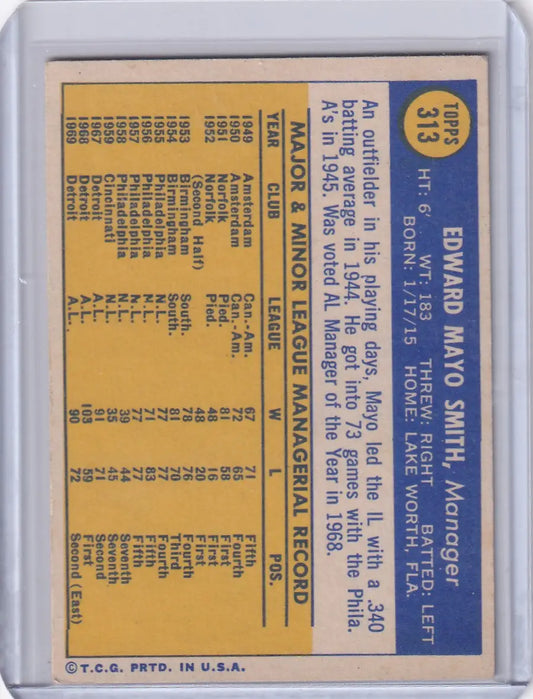 TOPPS
313
EDWARD MAYO SMITH, Manager
HT: 6' WT: 183 THREW: RIGHT BATTED: LEFT
BORN: 1/17/15 HOME: LAKE WORTH, FLA.
An outfielder in his playing days, Mayo led the IL with a .340
batting average in 1944. He got into 73 games with the Phila.
A's in 1945. Was voted AL Manager of the Year in 1968.
MAJOR & MINOR LEAGUE MANAGERIAL RECORD
YEAR CLUB LEAGUE W L POS.
1949 Amsterdam Can.-Am. 67 71 Fifth
1950 Amsterdam Can.-Am. 72 65 Fourth
1951 Norfolk Pied. 81 58 First
1952 Norfolk Pied. 48 16 First
(Second Half) 48 20 First
1953 Birmingham South. 78 76 Fourth
1954 Birmingham South. 81 70 Third
1955 Philadelphia N.L. 77 77 Fourth
1956 Philadelphia N.L. 71 83 Fifth
1957 Philadelphia N.L. 77 77 Fifth
1958 Philadelphia N.L. 39 44 Seventh
1959 Cincinnati N.L. 35 45 Seventh
1967 Detroit A.L. 91 71 Second
1968 Detroit A.L. 103 59 First
1969 Detroit A.L. 90 72 Second (East)
©T.C.G. PRTD. IN U.S.A.